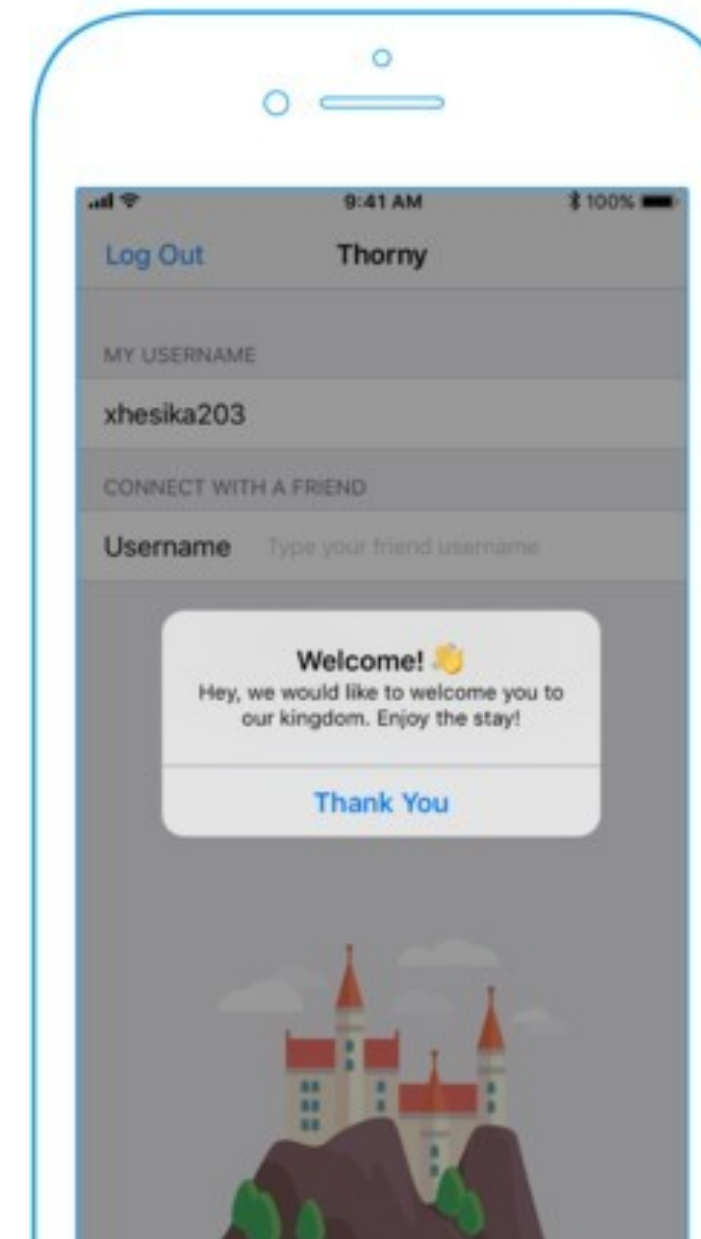 9:41 AM 100%
Log Out Thorny
MY USERNAME
xhesika203
CONNECT WITH A FRIEND
Username Type your friend username
Welcome! 👋
Hey, we would like to welcome you to
our kingdom. Enjoy the stay!
Thank You